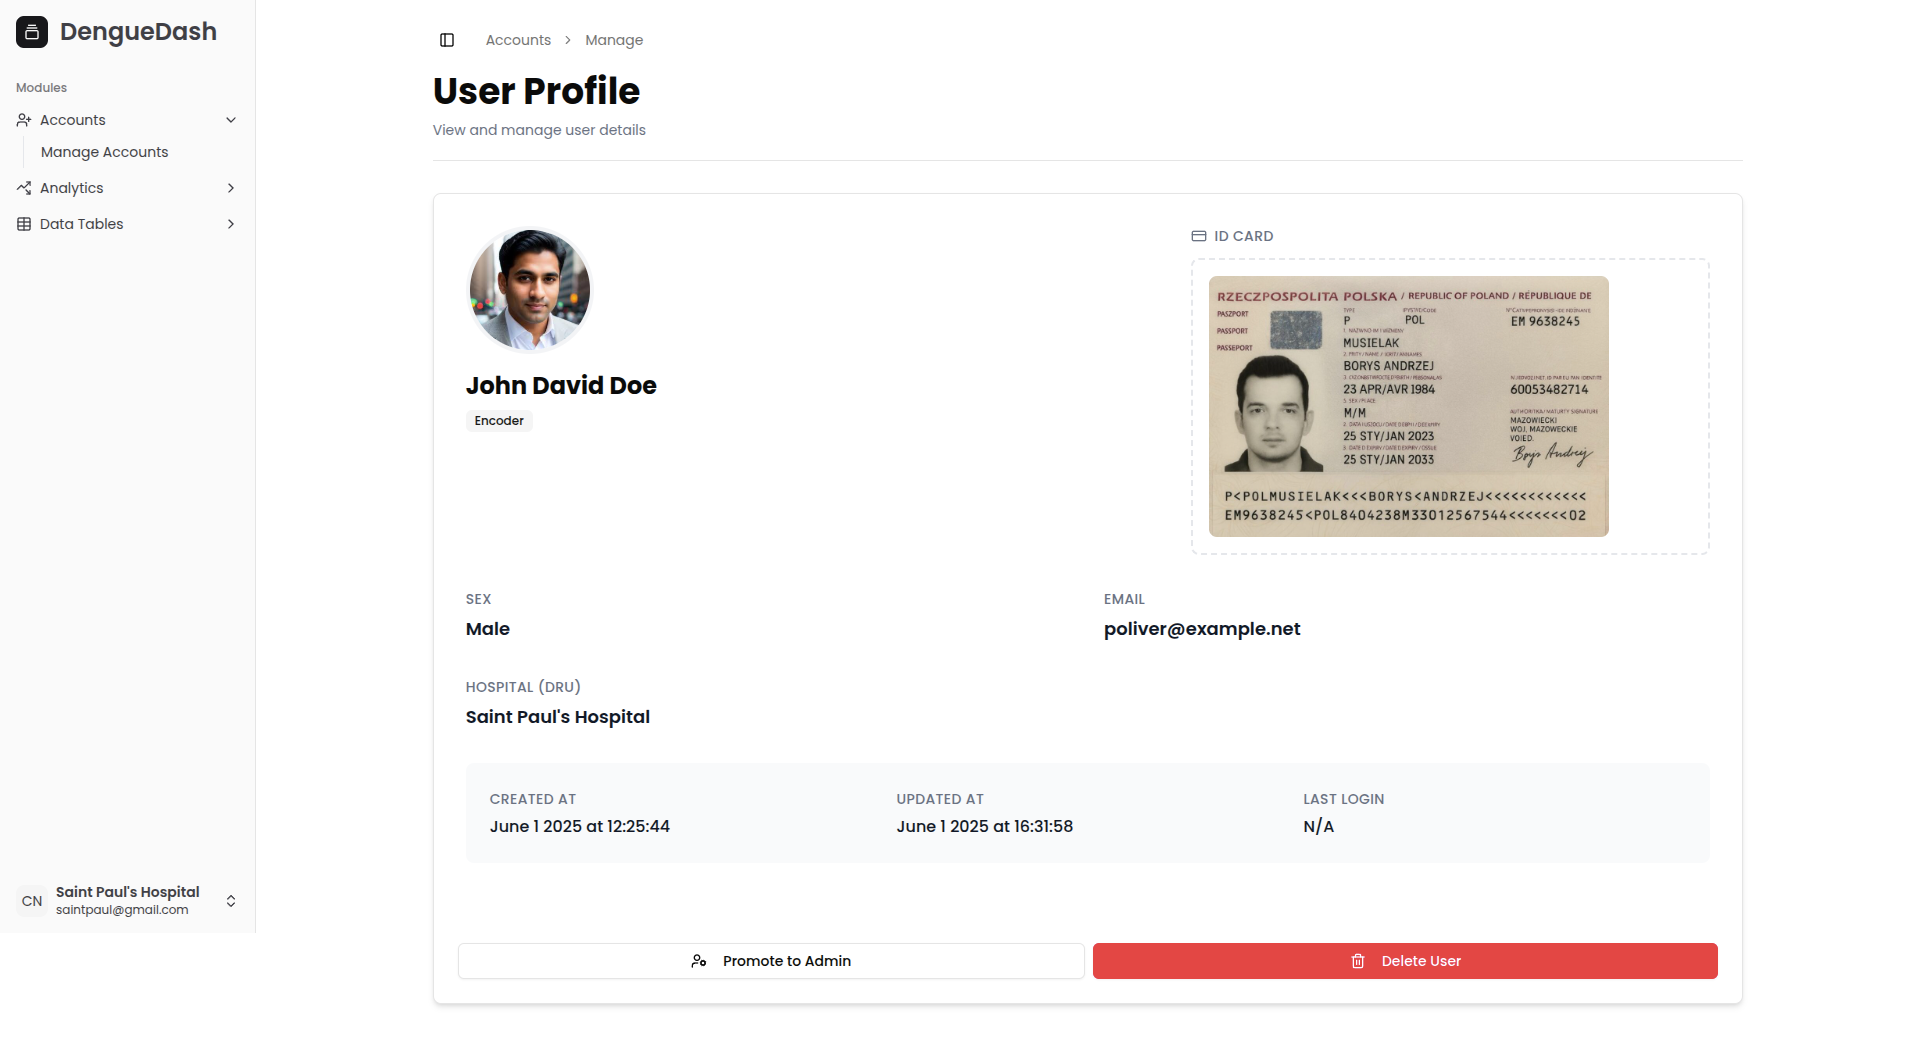 DengueDash
Modules
Accounts
Manage Accounts
Analytics
Data Tables
CN
Saint Paul's Hospital
saintpaul@gmail.com
Accounts > Manage
User Profile
View and manage user details
John David Doe
Encoder
ID CARD
RZECZPOSPOLITA POLSKA / REPUBLIC OF POLAND / RÉPUBLIQUE DE
PASZPORT
PASSPORT
PASSEPORT
TYPE
P
POL
EM 9638245
MUSIELAK
BORYS ANDRZEJ
23 APR/AVR 1984
60053482714
M/M
25 STY/JAN 2023
25 STY/JAN 2033
MAZOWIECKI
WOJ. MAZOWECKIE
VOIED.
Borys Andrej
P<POLMUSIELAK<<<BORYS<ANDRZEJ<<<<<<<<<<<<
EM9638245<POL8404238M33012567544<<<<<<<02
SEX
Male
EMAIL
poliver@example.net
HOSPITAL (DRU)
Saint Paul's Hospital
CREATED AT
June 1 2025 at 12:25:44
UPDATED AT
June 1 2025 at 16:31:58
LAST LOGIN
N/A
Promote to Admin
Delete User